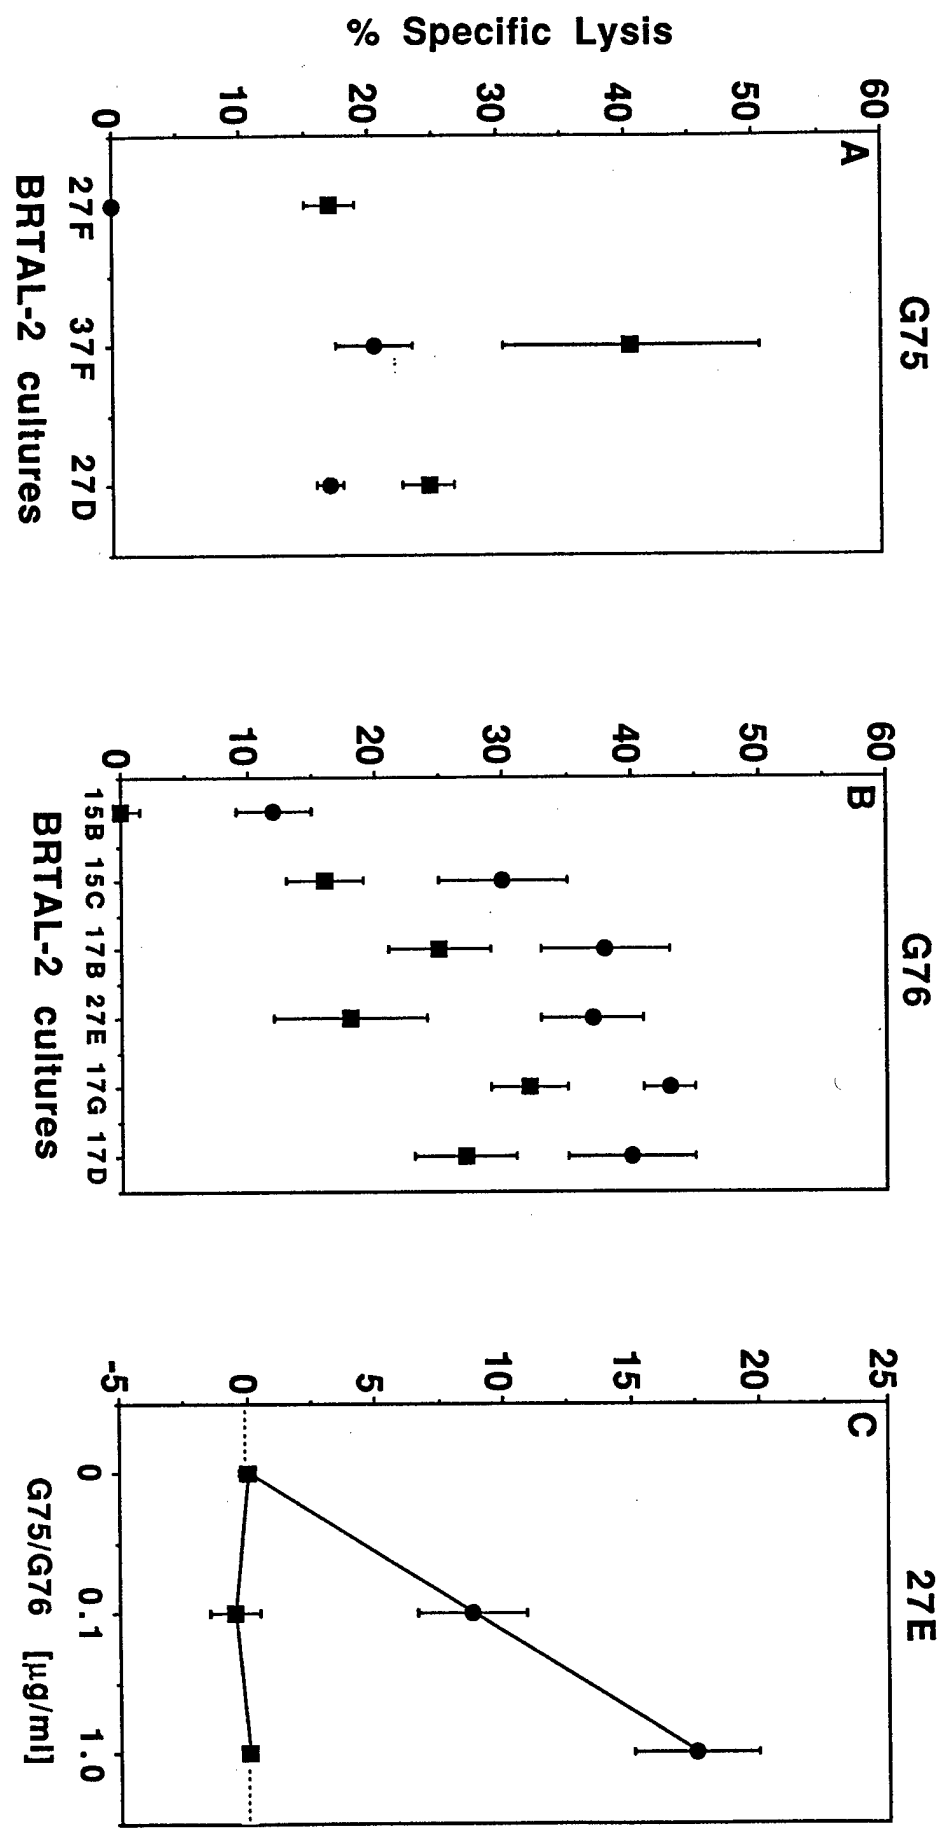 % Specific Lysis
G75
A
60
50
40
30
20
10
0
27F 37F 27D
BRTAL-2 cultures
G76
B
60
50
40
30
20
10
0
15B 15C 17B 27E 17G 17D
BRTAL-2 cultures
27E
C
25
20
15
10
5
0
-5
0 0.1 1.0
G75/G76 [µg/ml]